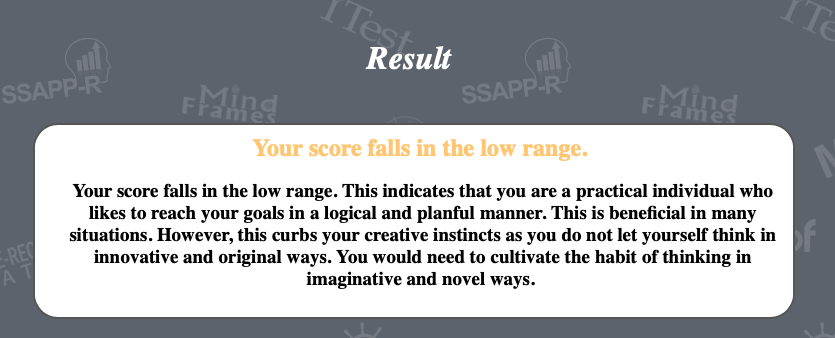 ITest
SSAPP-R
Mind
Frames
SSAPP-R
Mind
Frames
Result
Your score falls in the low range.
Your score falls in the low range. This indicates that you are a practical individual who
likes to reach your goals in a logical and planful manner. This is beneficial in many
situations. However, this curbs your creative instincts as you do not let yourself think in
innovative and original ways. You would need to cultivate the habit of thinking in
imaginative and novel ways.